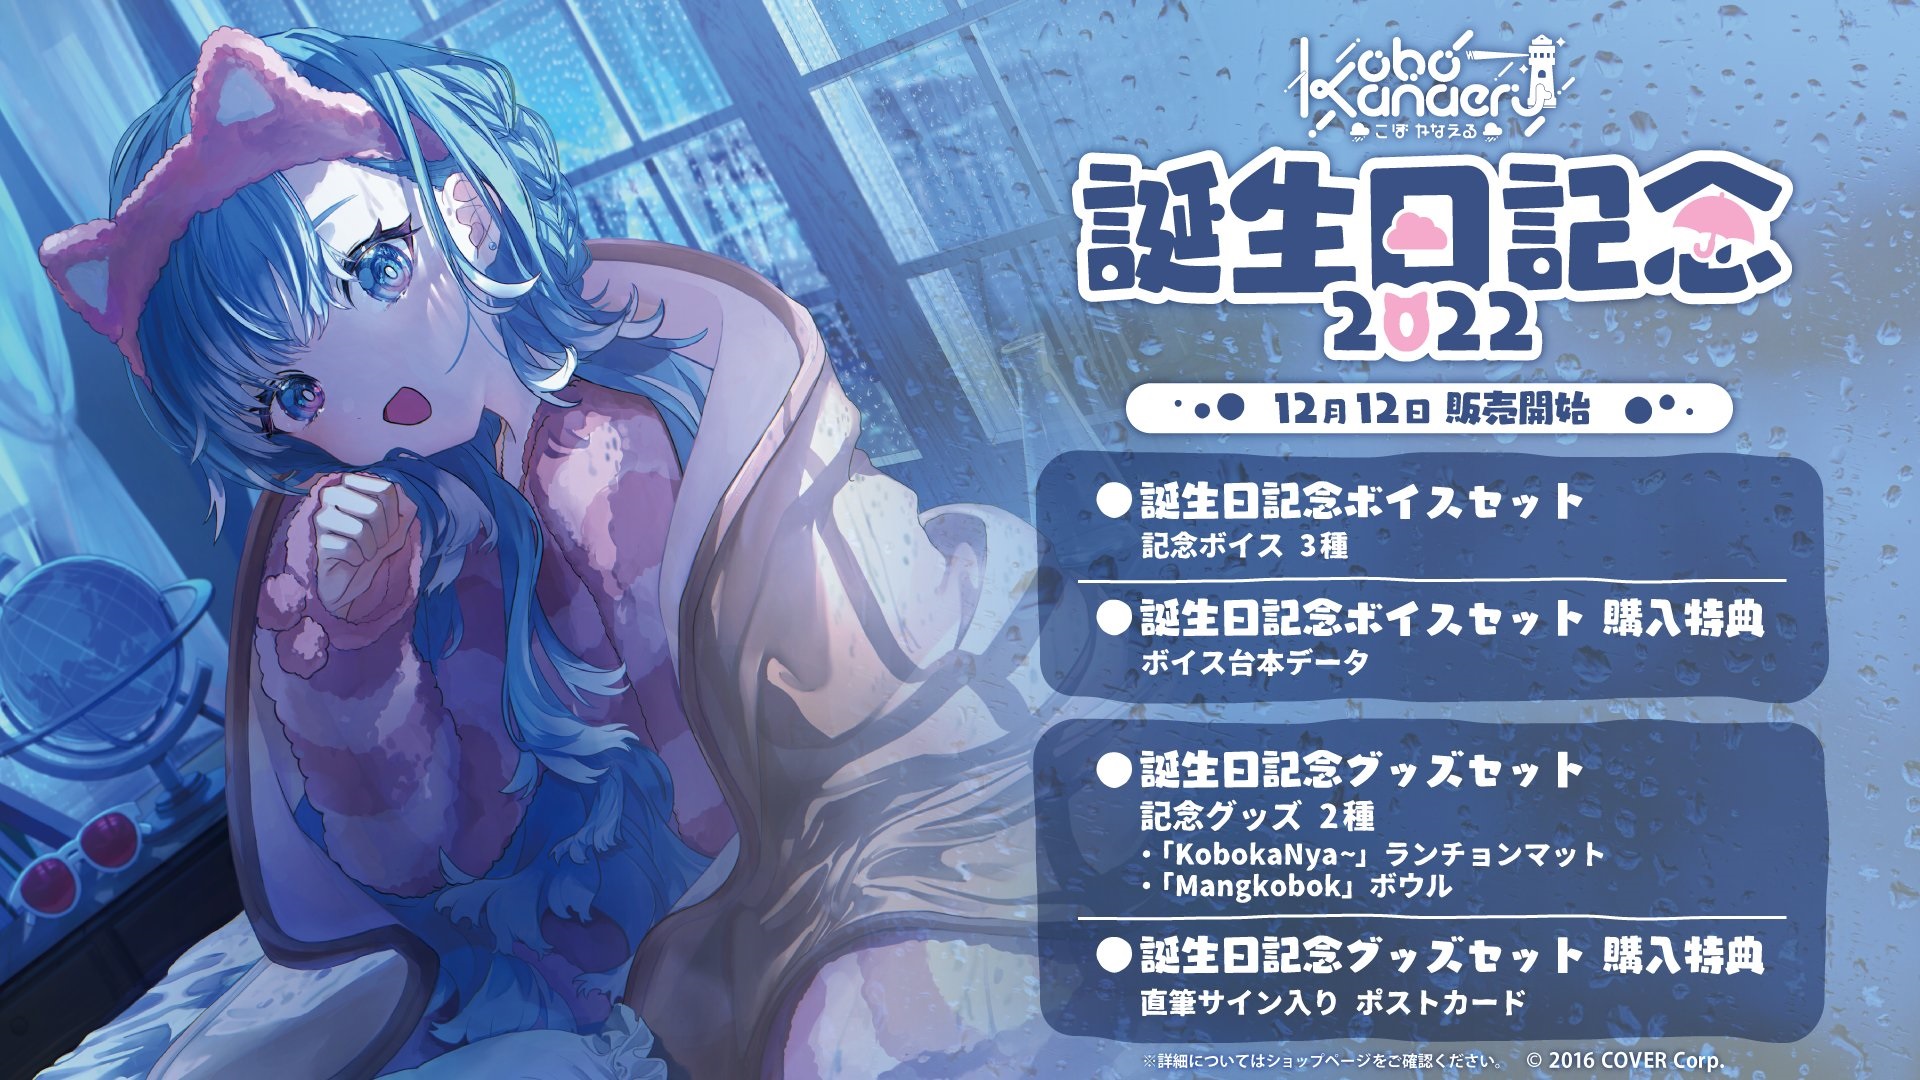 Kobo
Kanaeru
こぼ かなえる
誕生日記念
2022
12月12日 販売開始
●誕生日記念ボイスセット
記念ボイス 3種
●誕生日記念ボイスセット 購入特典
ボイス台本データ
●誕生日記念グッズセット
記念グッズ 2種
・「KobokaNya~」ランチョンマット
・「Mangkobok」ボウル
●誕生日記念グッズセット 購入特典
直筆サイン入り ポストカード
※詳細についてはショップページをご確認ください。 © 2016 COVER Corp.